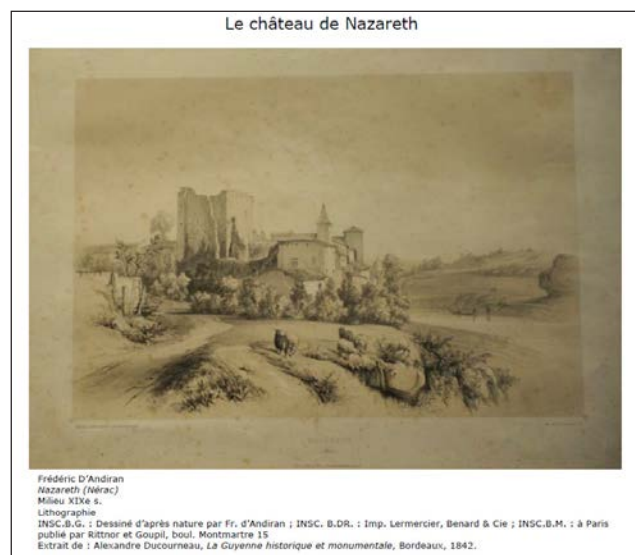 Le château de Nazareth
Frédéric D'Andiran
Nazareth (Nérac)
Milieu XIXe s.
Lithographie
INSC.B.G. : Dessiné d'après nature par Fr. d'Andiran ; INSC. B.DR. : Imp. Lermercier, Benard & Cie ; INSC.B.M. : à Paris
publié par Rittnor et Goupil, boul. Montmartre 15
Extrait de : Alexandre Ducourneau, La Guyenne historique et monumentale, Bordeaux, 1842.